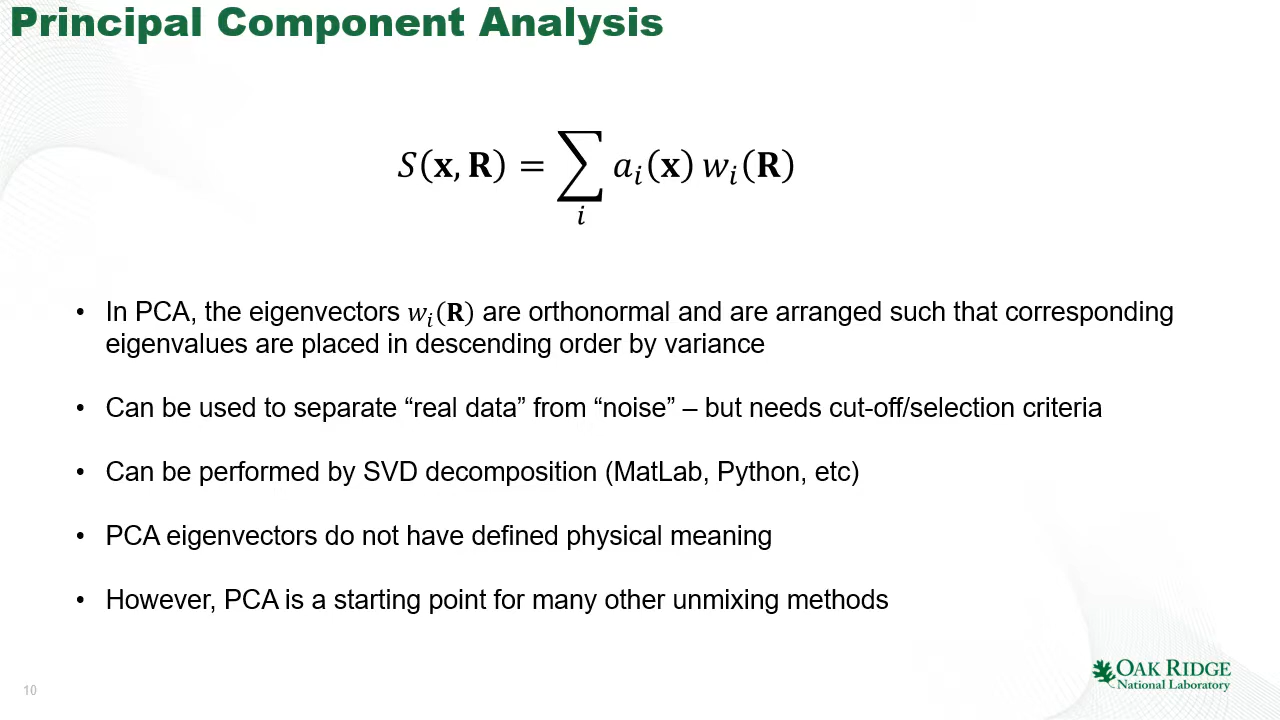 Principal Component Analysis
S(x, R) = ∑ aᵢ(x) wᵢ(R)
i
• In PCA, the eigenvectors wᵢ(R) are orthonormal and are arranged such that corresponding
eigenvalues are placed in descending order by variance
• Can be used to separate “real data” from “noise” – but needs cut-off/selection criteria
• Can be performed by SVD decomposition (MatLab, Python, etc)
• PCA eigenvectors do not have defined physical meaning
• However, PCA is a starting point for many other unmixing methods
10
OAK RIDGE
National Laboratory